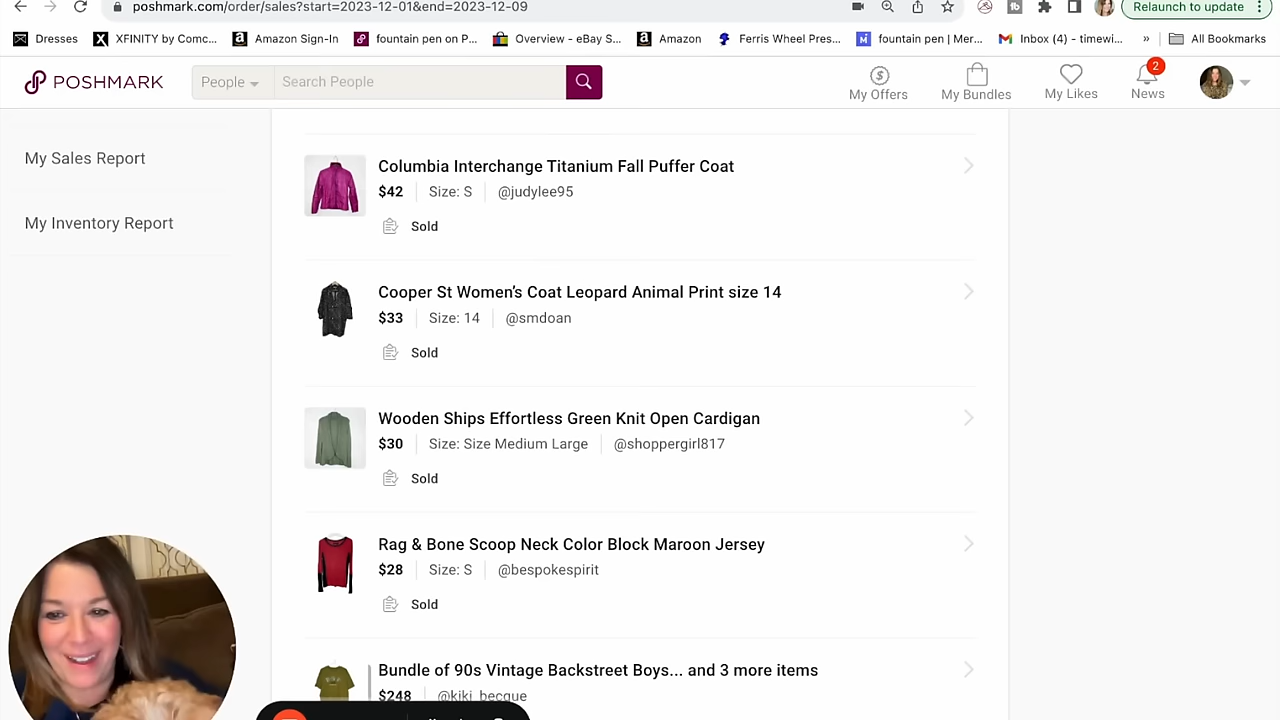 poshmark.com/order/sales?start=2023-12-01&end=2023-12-09
Relaunch to update
Dresses XFINITY by Comc... Amazon Sign-In fountain pen on P... Overview - eBay S... Amazon Ferris Wheel Pres... fountain pen | Mer... Inbox (4) - timewi... » All Bookmarks
POSHMARK
People Search People
My Offers My Bundles My Likes News 2
My Sales Report
My Inventory Report
Columbia Interchange Titanium Fall Puffer Coat
$42 Size: S @judylee95
Sold
Cooper St Women’s Coat Leopard Animal Print size 14
$33 Size: 14 @smdoan
Sold
Wooden Ships Effortless Green Knit Open Cardigan
$30 Size: Size Medium Large @shoppergirl817
Sold
Rag & Bone Scoop Neck Color Block Maroon Jersey
$28 Size: S @bespokespirit
Sold
Bundle of 90s Vintage Backstreet Boys... and 3 more items
$248 @kiki_becque